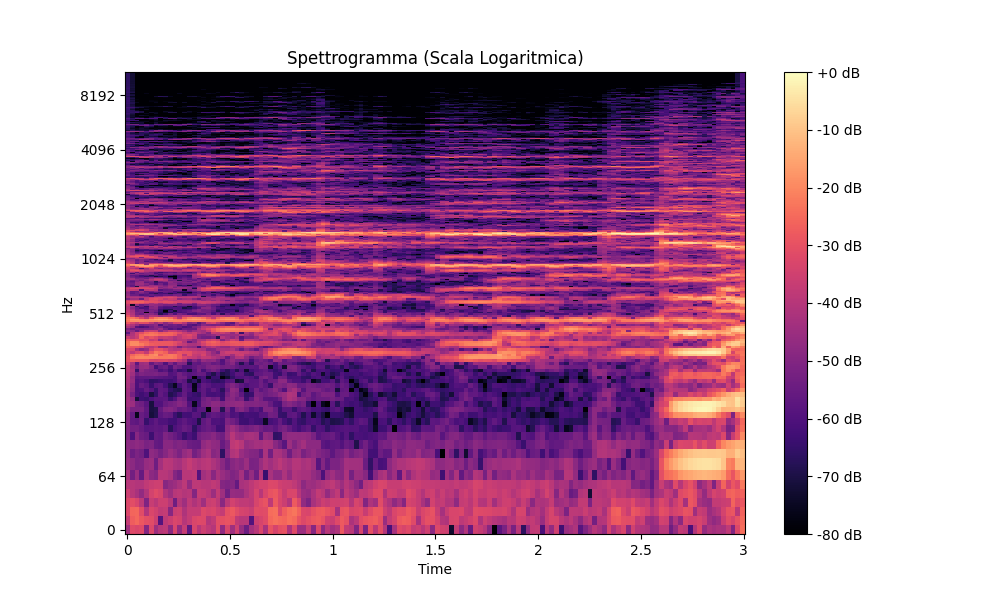 Spettrogramma (Scala Logaritmica)
Hz
8192
4096
2048
1024
512
256
128
64
0
0 0.5 1 1.5 2 2.5 3
Time
+0 dB
-10 dB
-20 dB
-30 dB
-40 dB
-50 dB
-60 dB
-70 dB
-80 dB